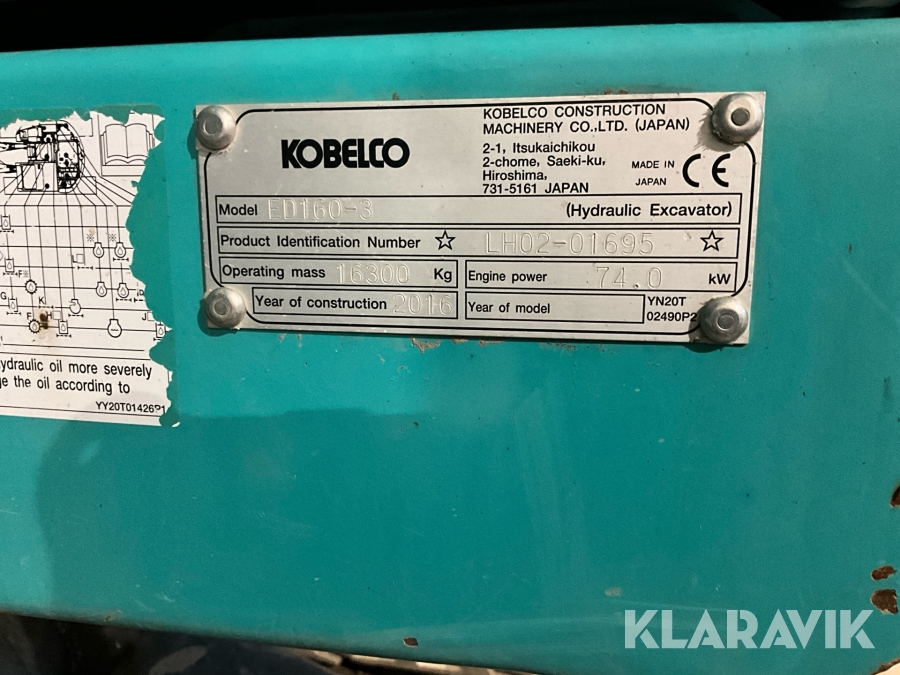 KOBELCO
KOBELCO CONSTRUCTION
MACHINERY CO.,LTD. (JAPAN)
2-1, Itsukaichikou
2-chome, Saeki-ku,
Hiroshima,
731-5161 JAPAN
MADE IN
JAPAN
CE
Model ED160-3 (Hydraulic Excavator)
Product Identification Number ☆ LH02-01695 ☆
Operating mass 16300 Kg
Engine power 74.0 kW
Year of construction 2016
Year of model
YN20T
02490P2
ydraulic oil more severely
ge the oil according to
YY20T01426P1
KLARAVIK